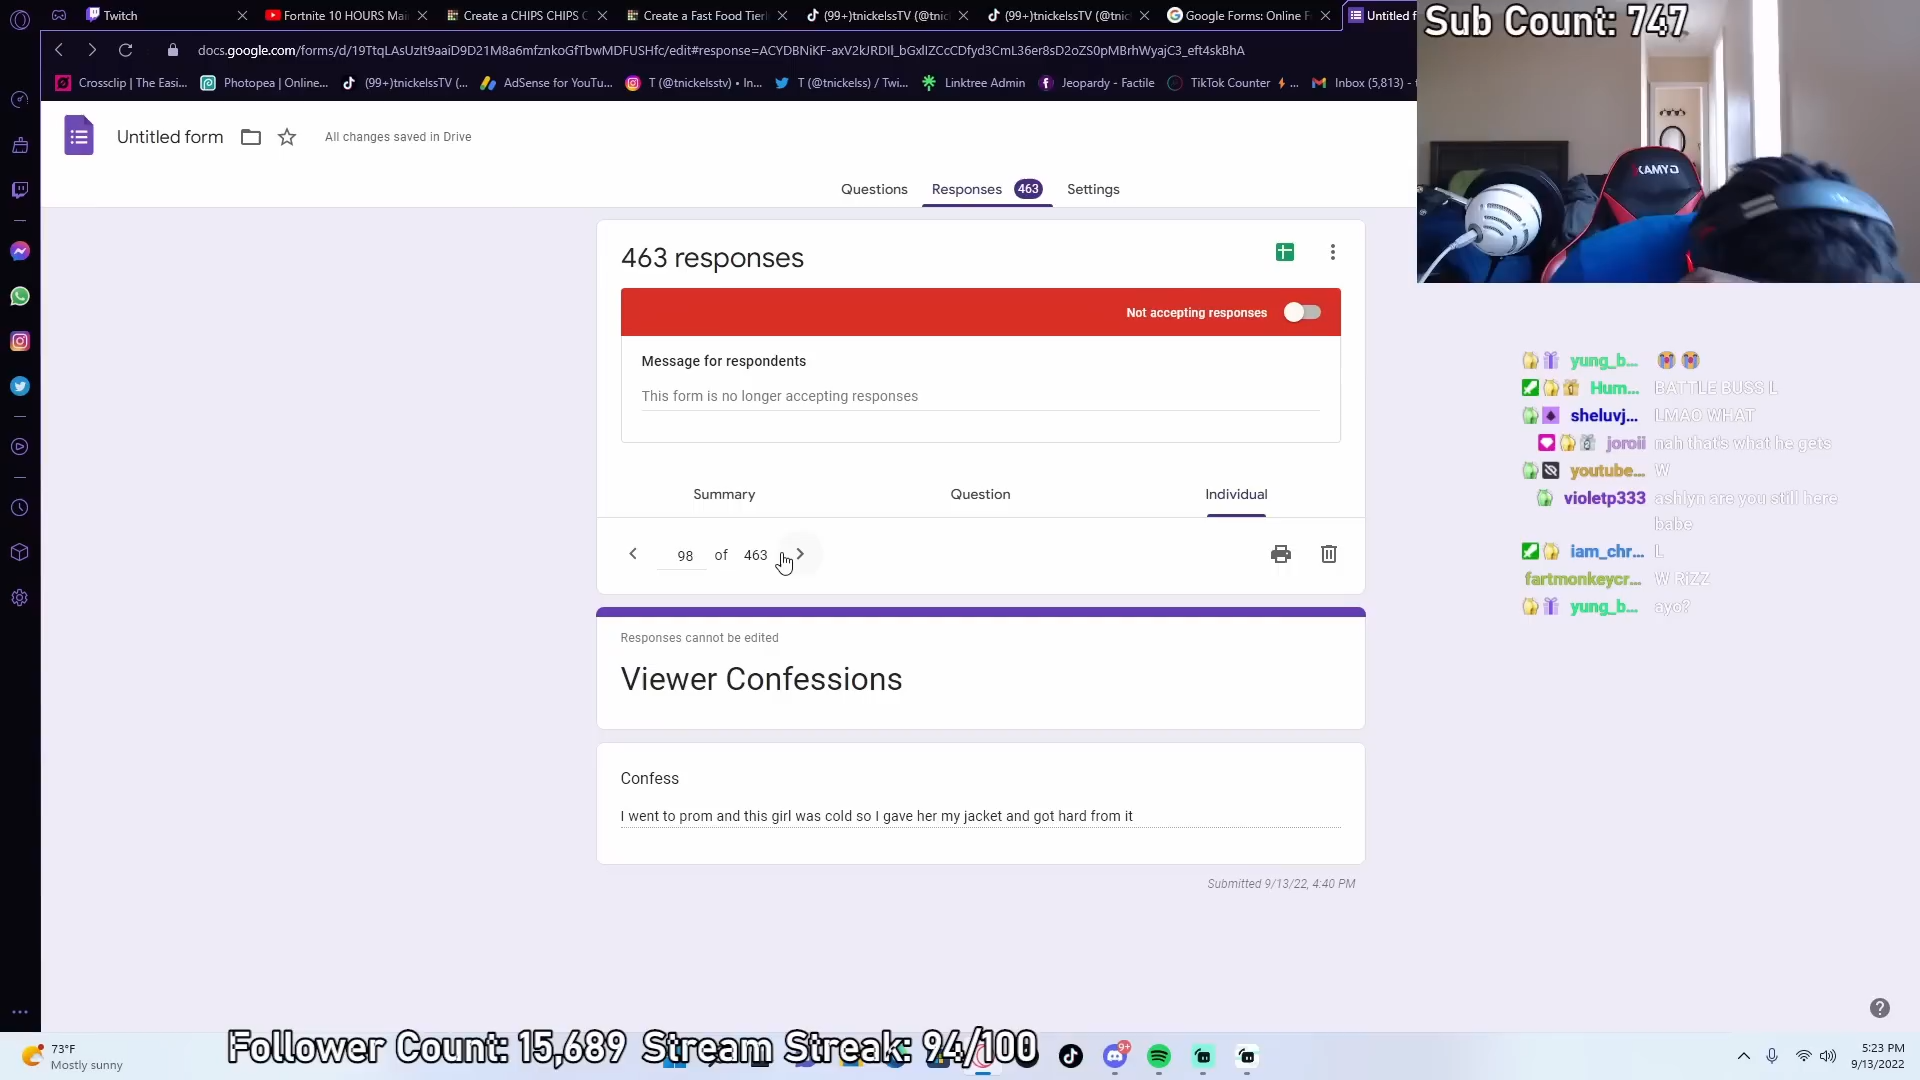 Twitch
Fortnite 10 HOURS Mai
Create a CHIPS CHIPS C
Create a Fast Food Tierl
(99+)tnickelssTV (@tnic
(99+)tnickelssTV (@tnic
Google Forms: Online F
Untitled f
Sub Count: 747
docs.google.com/forms/d/19TtqLAsUzIt9aaiD9D21M8a6mfznkoGfTbwMDFUSHfc/edit#response=ACYDBNiKF-axV2kJRDIl_bGxlIZCcCDfyd3CmL36er8sD2oZS0pMBrhWyajC3_eft4skBhA
Crosscllip | The Easi...
Photopea | Online...
(99+)tnickelssTV (...
AdSense for YouTu...
T (@tnickelsstv) • In...
T (@tnickelss) / Twi...
Linktree Admin
Jeopardy - Factile
TikTok Counter ...
Inbox (5,813) - t
Untitled form
All changes saved in Drive
Questions
Responses 463
Settings
KAMYO
463 responses
Not accepting responses
Message for respondents
This form is no longer accepting responses
Summary
Question
Individual
98 of 463
Responses cannot be edited
Viewer Confessions
Confess
I went to prom and this girl was cold so I gave her my jacket and got hard from it
Submitted 9/13/22, 4:40 PM
yung_b...
Hum... BATTLE BUSS L
sheluvj... LMAO WHAT
joroii nah that's what he gets
youtube... W
violetp333 ashlyn are you still here
babe
iam_chr... L
fartmonkeycr... W RiZZ
yung_b... ayo?
Follower Count: 15,689 Stream Streak: 94/100
73°F
Mostly sunny
9+
5:23 PM
9/13/2022